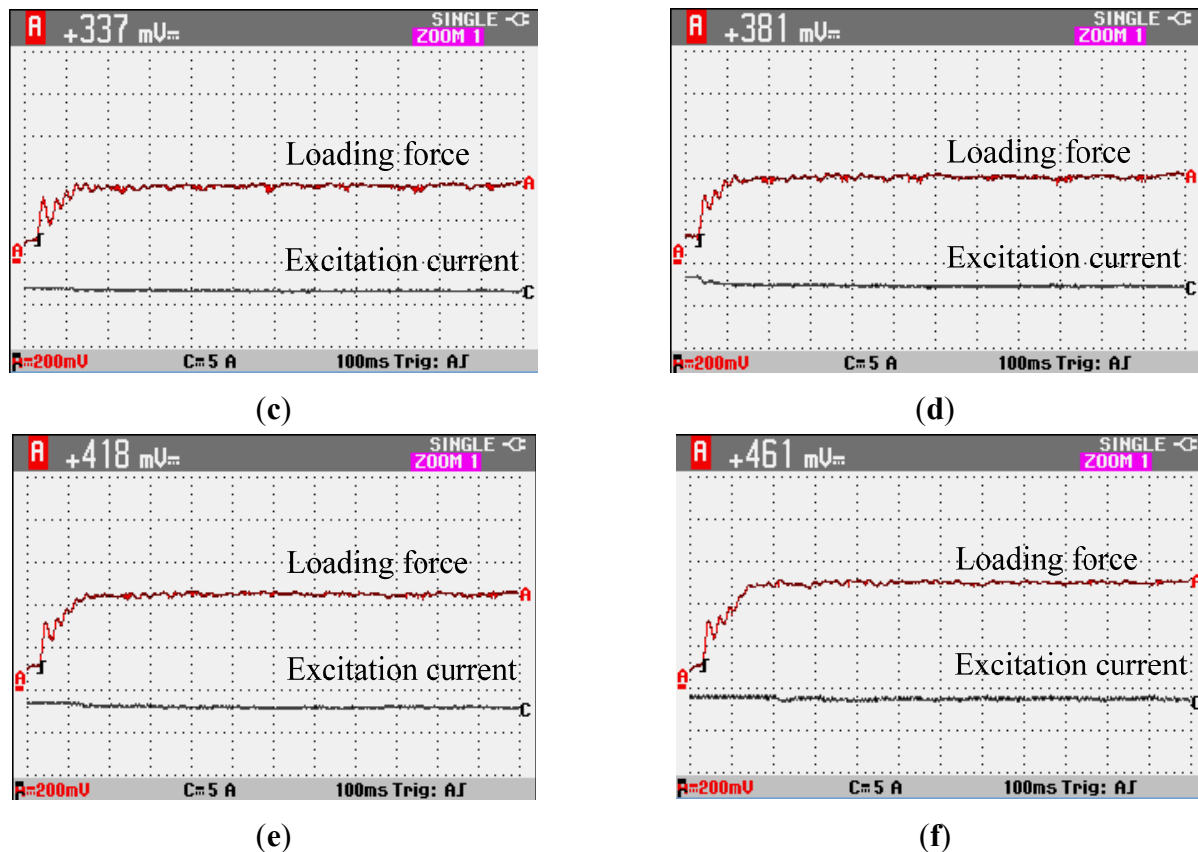 A +337 mV SINGLE
ZOOM 1
Loading force
A
A
Excitation current
C
A=200mV C=5 A 100ms Trig: A
(c)
A +381 mV SINGLE
ZOOM 1
Loading force
A
A
Excitation current
C
A=200mV C=5 A 100ms Trig: A
(d)
A +418 mV SINGLE
ZOOM 1
Loading force
A
A
Excitation current
C
A=200mV C=5 A 100ms Trig: A
(e)
A +461 mV SINGLE
ZOOM 1
Loading force
A
A
Excitation current
C
A=200mV C=5 A 100ms Trig: A
(f)